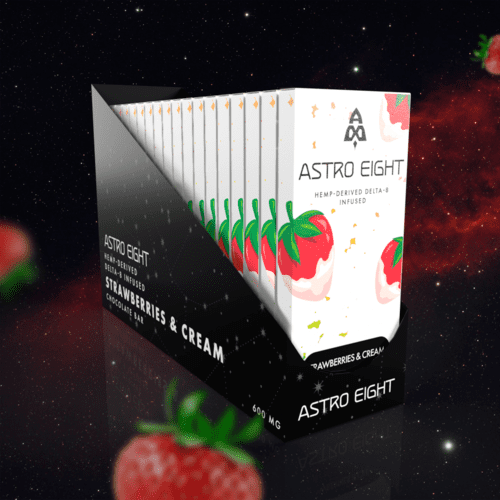 ASTRO EIGHT
HEMP-DERIVED DELTA-8
INFUSED
STRAWBERRIES & CREAM
ASTRO EIGHT
ASTRO EIGHT
HEMP-DERIVED
DELTA-8 INFUSED
STRAWBERRIES & CREAM
CHOCOLATE BAR
600 MG